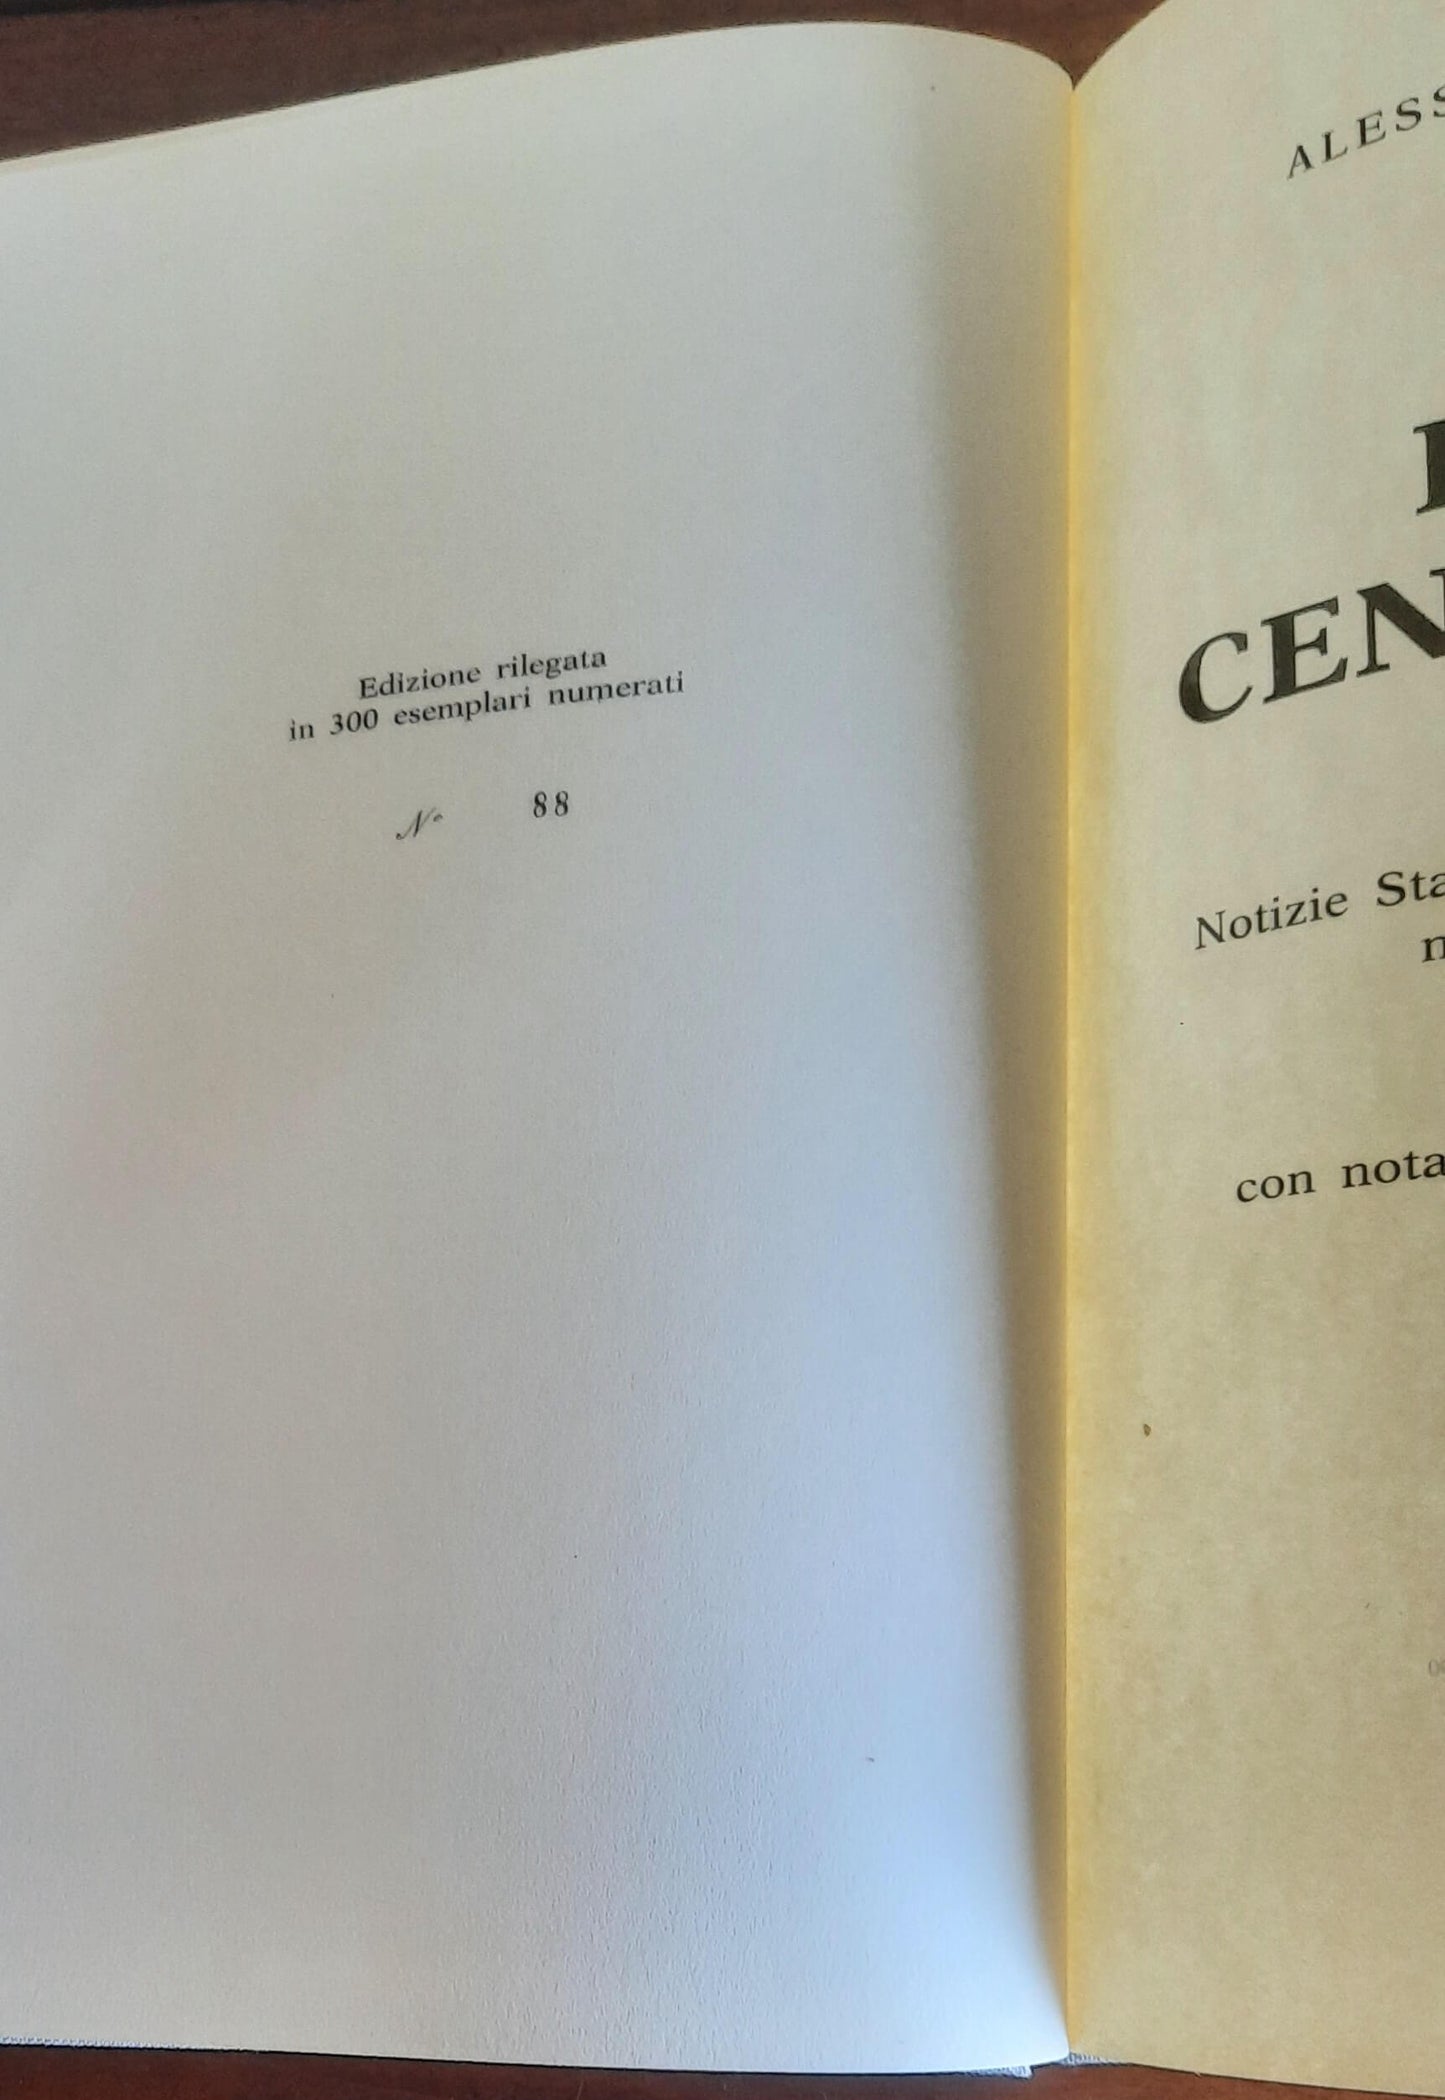 Edizione rilegata
in 300 esemplari numerati
N° 88
ALESS
CEN
Notizie Sta
n
con nota